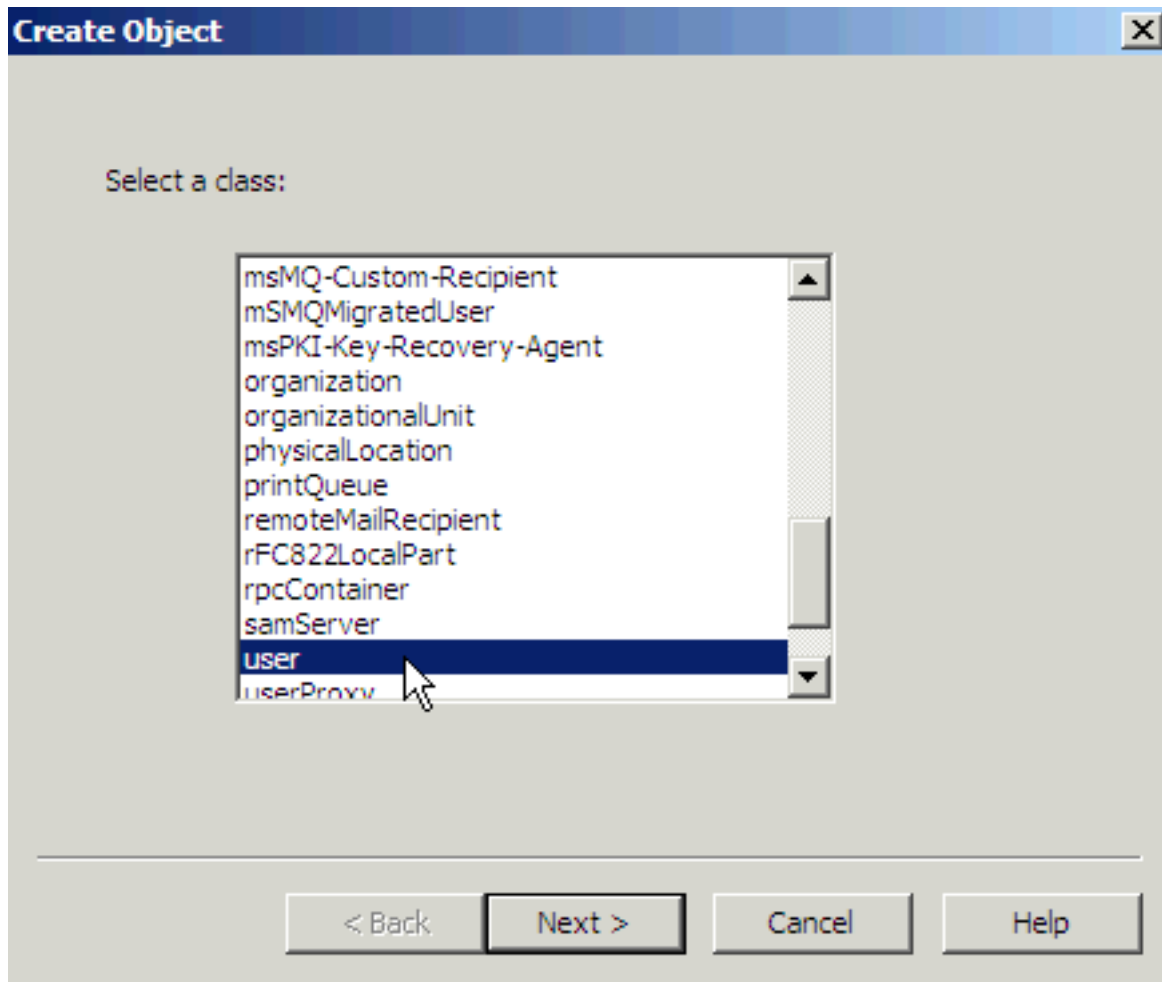 Create Object
Select a class:
msMQ-Custom-Recipient
mSMQMigratedUser
msPKI-Key-Recovery-Agent
organization
organizationalUnit
physicalLocation
printQueue
remoteMailRecipient
rFC822LocalPart
rpcContainer
samServer
user
userProxy
< Back Next > Cancel Help